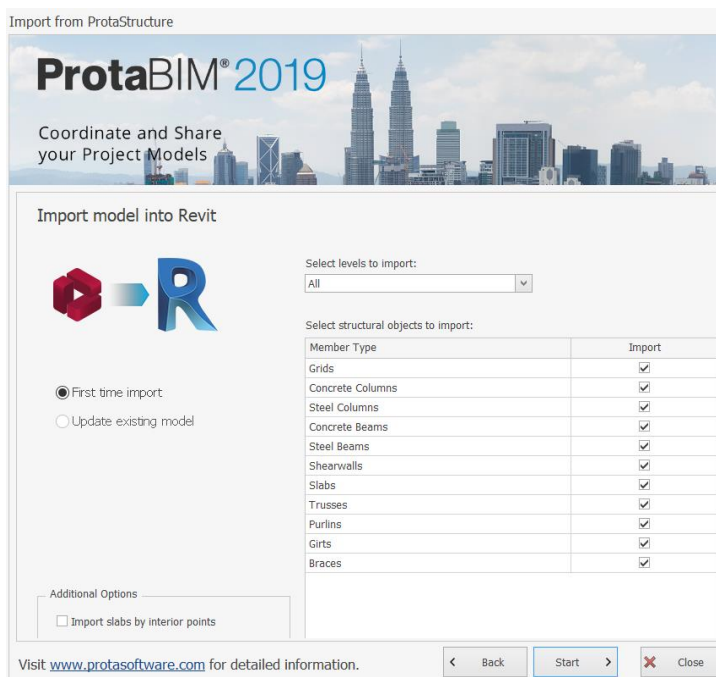 Import from ProtaStructure
ProtaBIM® 2019
Coordinate and Share
your Project Models
Import model into Revit
Select levels to import:
All
Select structural objects to import:
Member Type Import
Grids
Concrete Columns
Steel Columns
Concrete Beams
Steel Beams
Shearwalls
Slabs
Trusses
Purlins
Girts
Braces
First time import
Update existing model
Additional Options
Import slabs by interior points
Visit www.protasoftware.com for detailed information.
< Back Start > Close